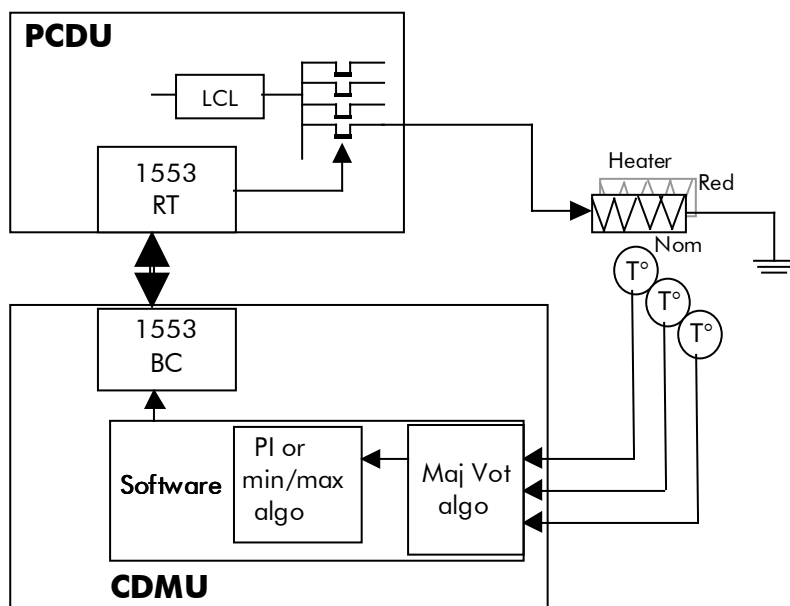 PCDU
LCL
1553
RT
Heater
Red
Nom
T°
T°
T°
1553
BC
Software
PI or
min/max
algo
Maj Vot
algo
CDMU